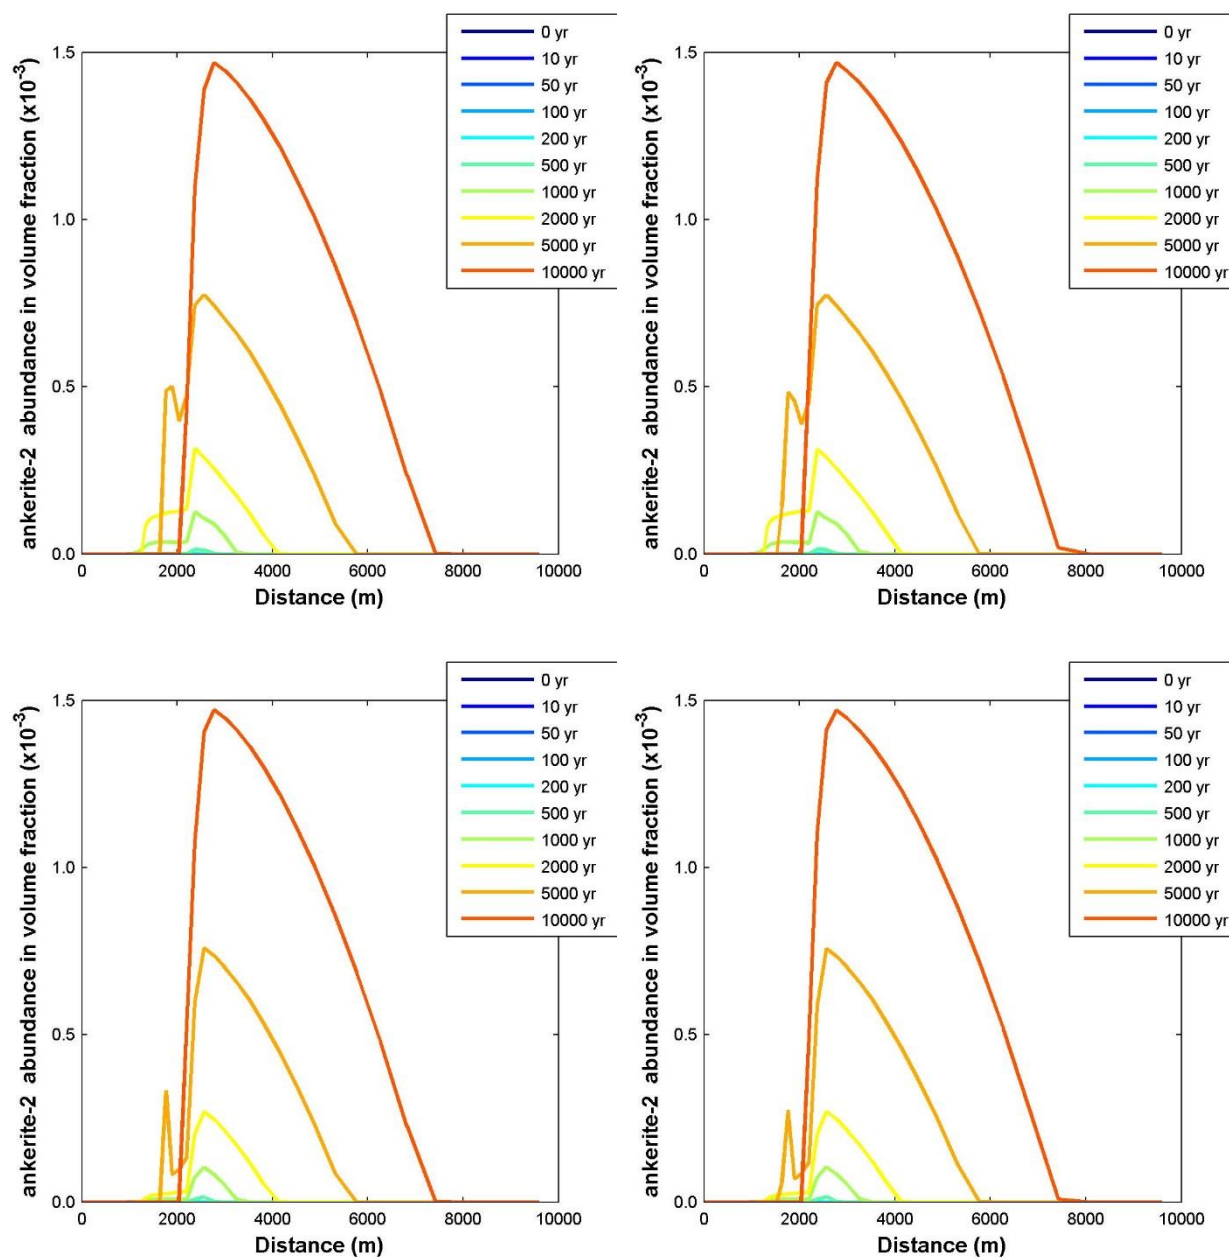 0 yr
10 yr
50 yr
100 yr
200 yr
500 yr
1000 yr
2000 yr
5000 yr
10000 yr
ankerite-2 abundance in volume fraction (x10⁻³)
1.5
1.0
0.5
0.0
0 2000 4000 6000 8000 10000
Distance (m)
0 yr
10 yr
50 yr
100 yr
200 yr
500 yr
1000 yr
2000 yr
5000 yr
10000 yr
ankerite-2 abundance in volume fraction (x10⁻³)
1.5
1.0
0.5
0.0
0 2000 4000 6000 8000 10000
Distance (m)
0 yr
10 yr
50 yr
100 yr
200 yr
500 yr
1000 yr
2000 yr
5000 yr
10000 yr
ankerite-2 abundance in volume fraction (x10⁻³)
1.5
1.0
0.5
0.0
0 2000 4000 6000 8000 10000
Distance (m)
0 yr
10 yr
50 yr
100 yr
200 yr
500 yr
1000 yr
2000 yr
5000 yr
10000 yr
ankerite-2 abundance in volume fraction (x10⁻³)
1.5
1.0
0.5
0.0
0 2000 4000 6000 8000 10000
Distance (m)